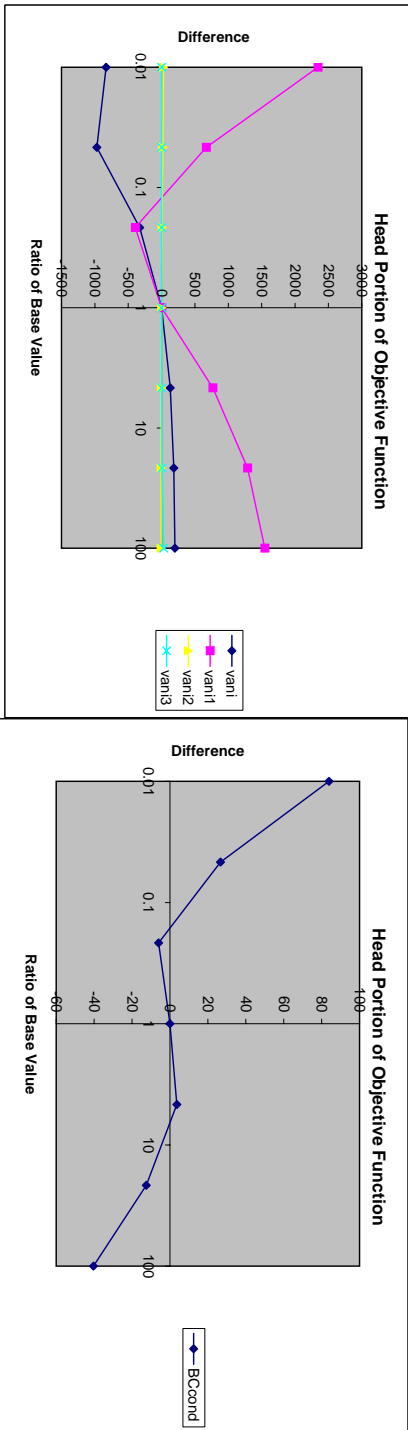 Head Portion of Objective Function
Difference
3000
2500
2000
1500
1000
500
0
-500
-1000
-1500
0.01
0.1
1
10
100
Ratio of Base Value
vani
vani1
vani2
vani3
Head Portion of Objective Function
Difference
100
80
60
40
20
0
-20
-40
-60
0.01
0.1
1
10
100
Ratio of Base Value
BCcond